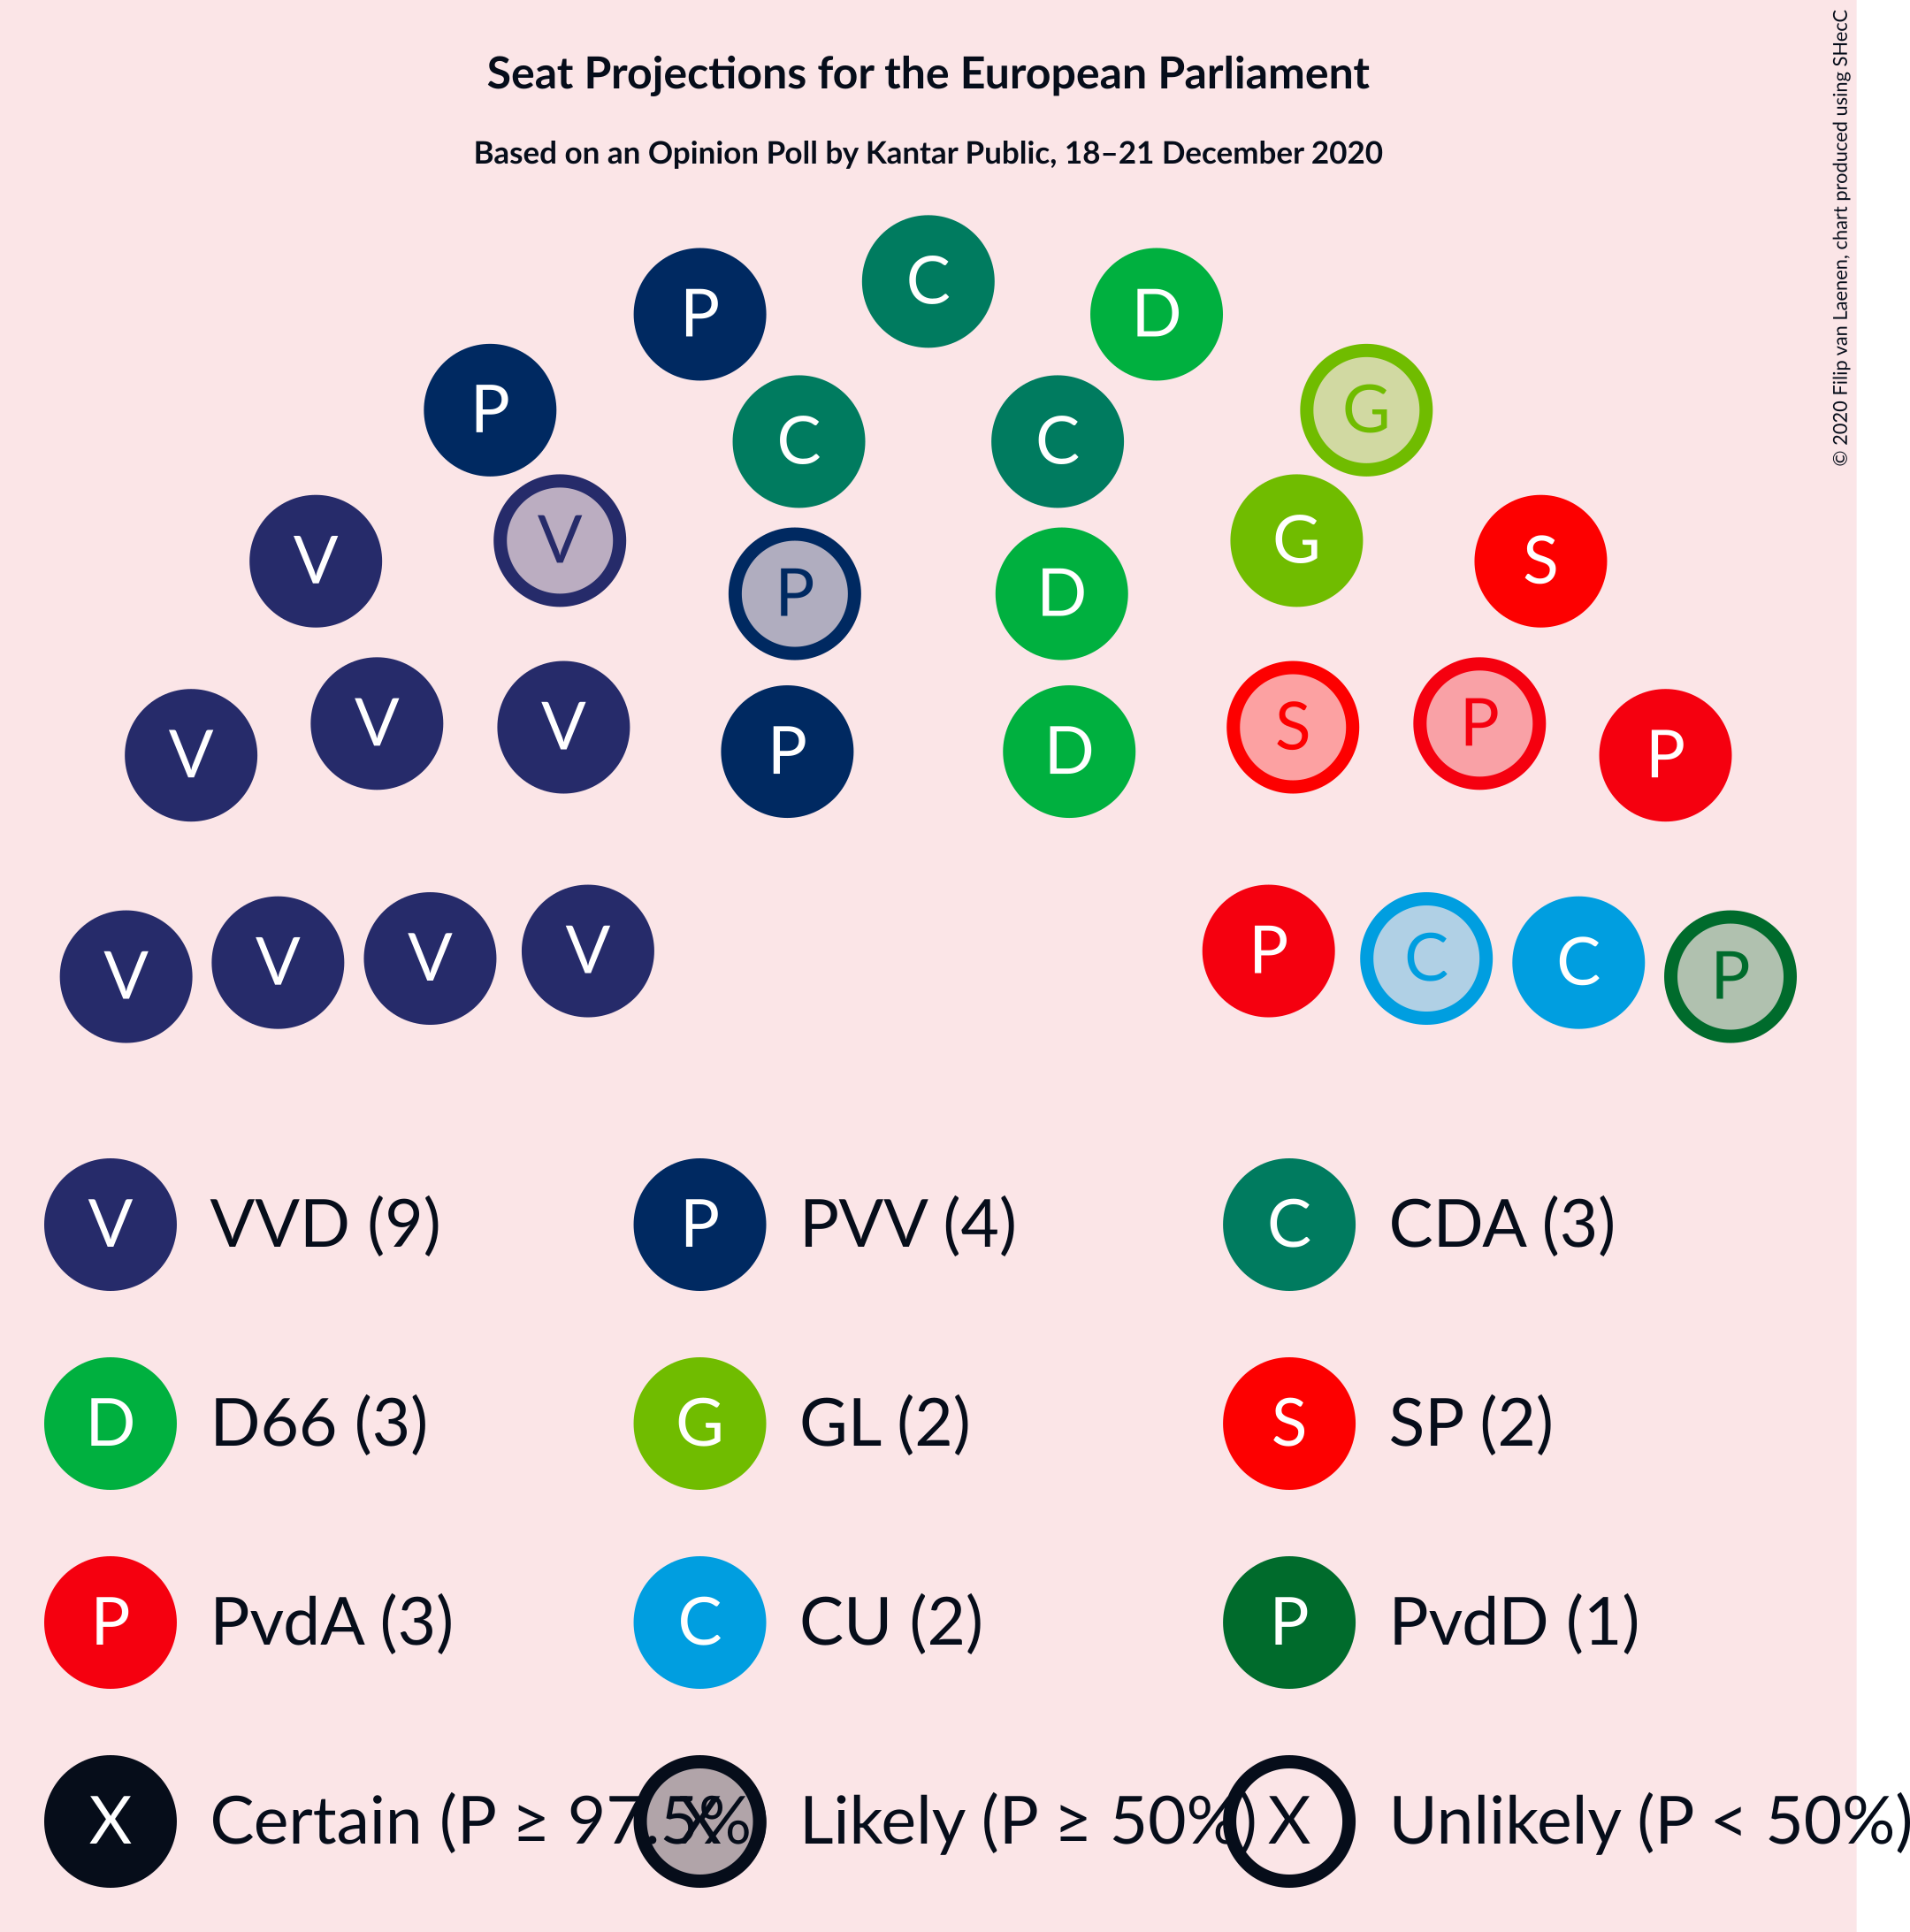 Seat Projections for the European Parliament
Based on an Opinion Poll by Kantar Public, 18–21 December 2020
© 2020 Filip van Laenen, chart produced using SHecC
C
P D
P G
C C
V V G S
P D
V V V P D S P P
V V V V P C C P
V VVD (9) P PVV (4) C CDA (3)
D D66 (3) G GL (2) S SP (2)
P PvdA (3) C CU (2) P PvdD (1)
X Certain (P ≥ 97.5%) X Likely (P ≥ 50%) X Unlikely (P < 50%)